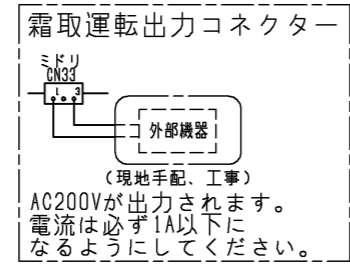 霜取運転出力コネクター
ミドリ
CN33
1 3
外部機器
(現地手配、工事)
AC200Vが出力されます。
電流は必ず1A以下に
なるようにしてください。